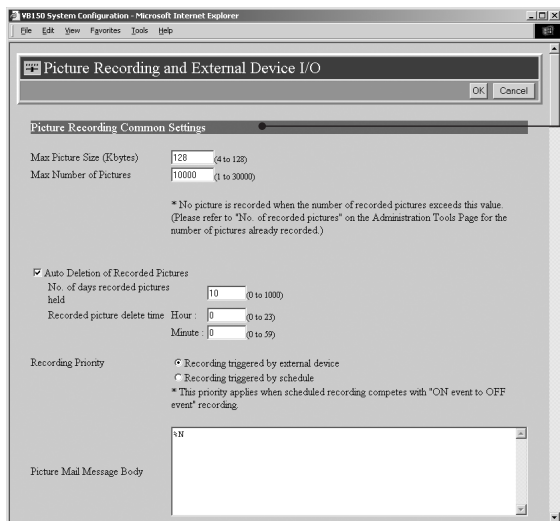 VB150 System Configuration - Microsoft Internet Explorer
File Edit View Favorites Tools Help
Picture Recording and External Device I/O
OK Cancel
Picture Recording Common Settings
Max Picture Size (Kbytes) 128 (4 to 128)
Max Number of Pictures 10000 (1 to 30000)
* No picture is recorded when the number of recorded pictures exceeds this value.
(Please refer to "No. of recorded pictures" on the Administration Tools Page for the
number of pictures already recorded.)
Auto Deletion of Recorded Pictures
No. of days recorded pictures
held 10 (0 to 1000)
Recorded picture delete time Hour : 0 (0 to 23)
Minute : 0 (0 to 59)
Recording Priority Recording triggered by external device
Recording triggered by schedule
* This priority applies when scheduled recording competes with "ON event to OFF
event" recording.
%N
Picture Mail Message Body